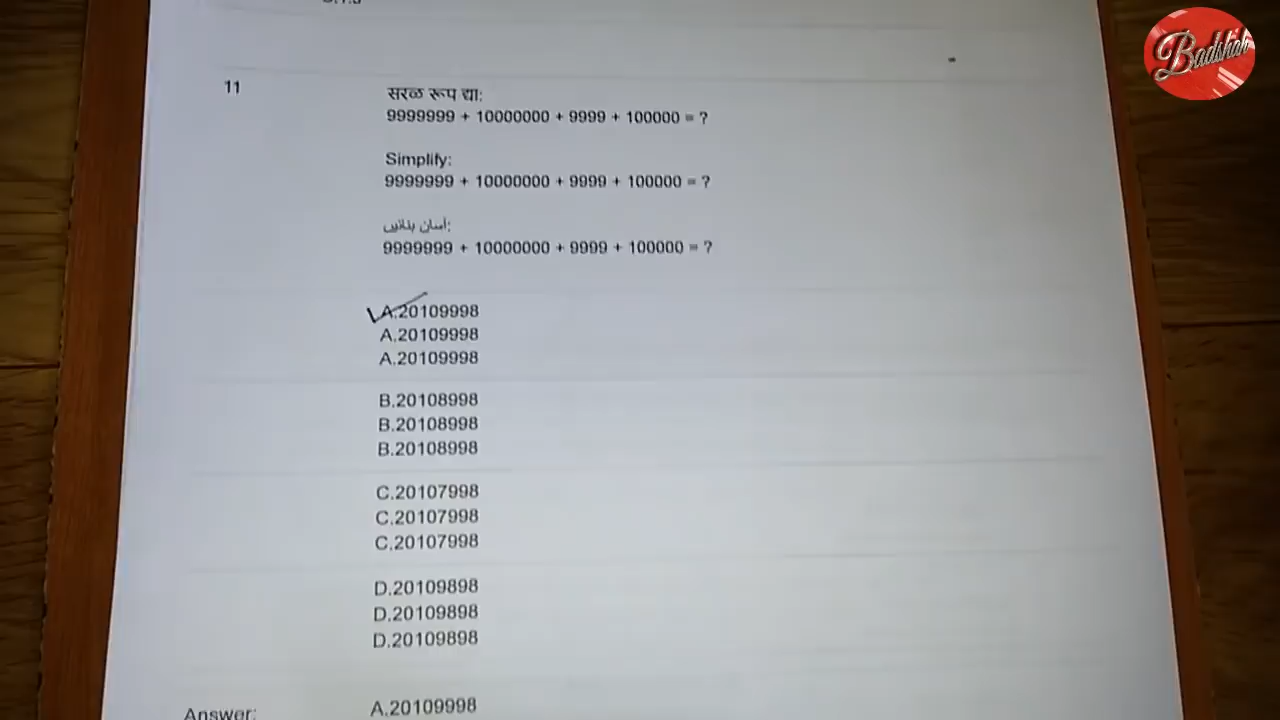 Badshah
11
सरळ रूप द्या:
9999999 + 10000000 + 9999 + 100000 = ?
Simplify:
9999999 + 10000000 + 9999 + 100000 = ?
آسان بنائیں:
9999999 + 10000000 + 9999 + 100000 = ?
A.20109998
A.20109998
A.20109998
B.20108998
B.20108998
B.20108998
C.20107998
C.20107998
C.20107998
D.20109898
D.20109898
D.20109898
Answer: A.20109998